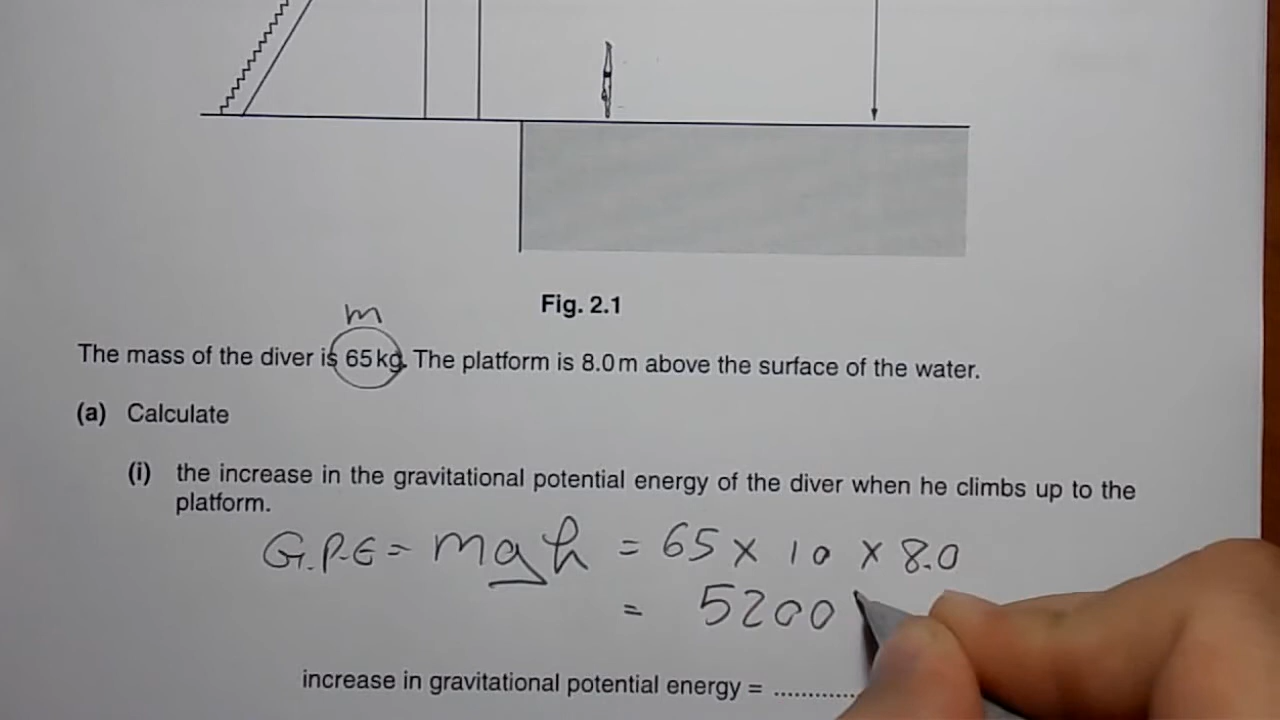 Fig. 2.1
m
The mass of the diver is 65 kg. The platform is 8.0 m above the surface of the water.
(a) Calculate
(i) the increase in the gravitational potential energy of the diver when he climbs up to the
platform.
G.P.E = mgh = 65 × 10 × 8.0
= 5200
increase in gravitational potential energy = ............